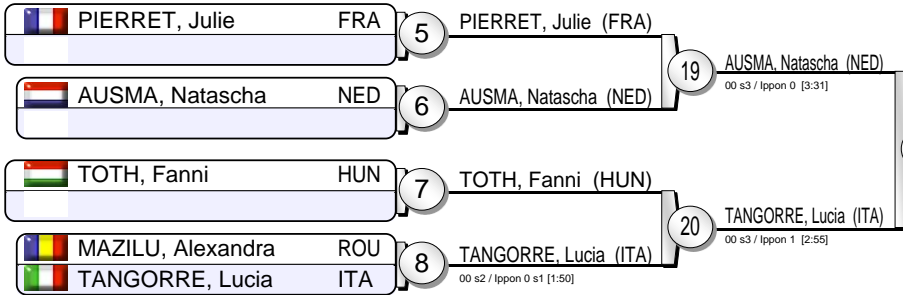 PIERRET, Julie FRA
5
PIERRET, Julie (FRA)
19
AUSMA, Natascha (NED)
00 s3 / Ippon 0 [3:31]
AUSMA, Natascha NED
6
AUSMA, Natascha (NED)
TOTH, Fanni HUN
7
TOTH, Fanni (HUN)
20
TANGORRE, Lucia (ITA)
00 s3 / Ippon 1 [2:55]
MAZILU, Alexandra ROU
TANGORRE, Lucia ITA
8
TANGORRE, Lucia (ITA)
00 s2 / Ippon 0 s1 [1:50]